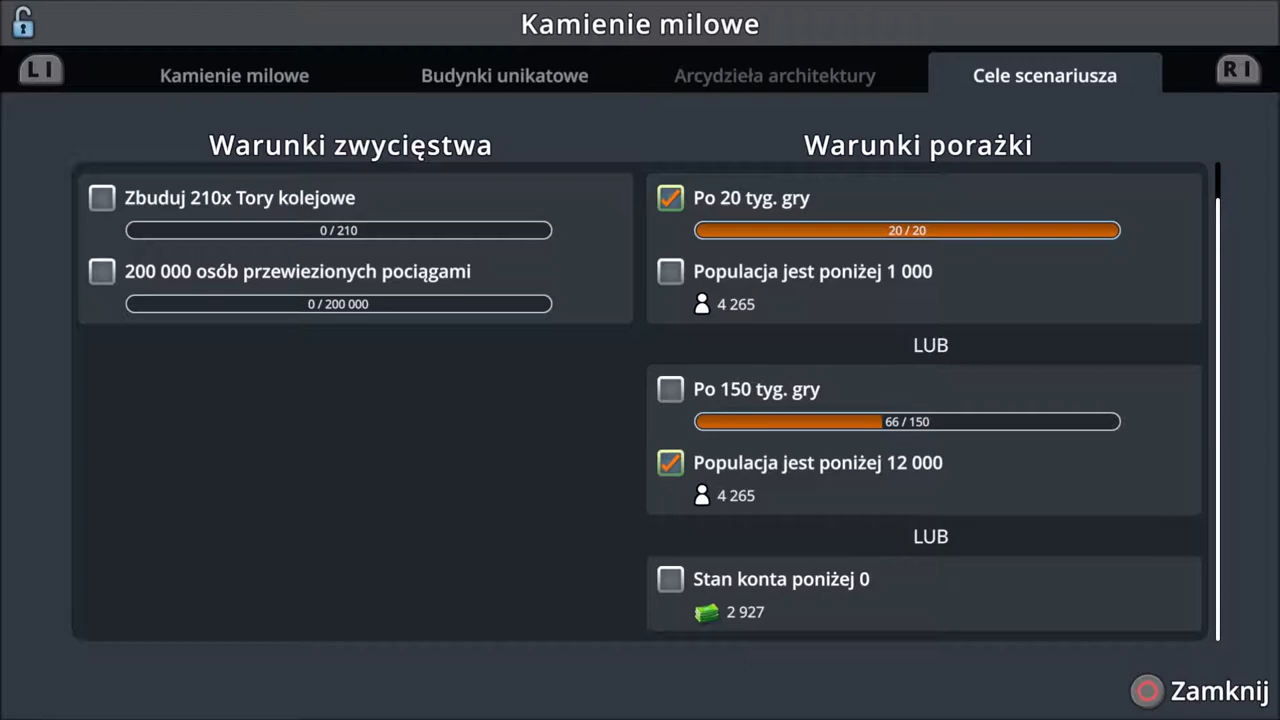 Kamienie milowe
L1
Kamienie milowe
Budynki unikatowe
Arcydzieła architektury
Cele scenariusza
R1
Warunki zwycięstwa
Zbuduj 210x Tory kolejowe
0 / 210
200 000 osób przewiezionych pociągami
0 / 200 000
Warunki porażki
Po 20 tyg. gry
20 / 20
Populacja jest poniżej 1 000
4 265
LUB
Po 150 tyg. gry
66 / 150
Populacja jest poniżej 12 000
4 265
LUB
Stan konta poniżej 0
2 927
Zamknij